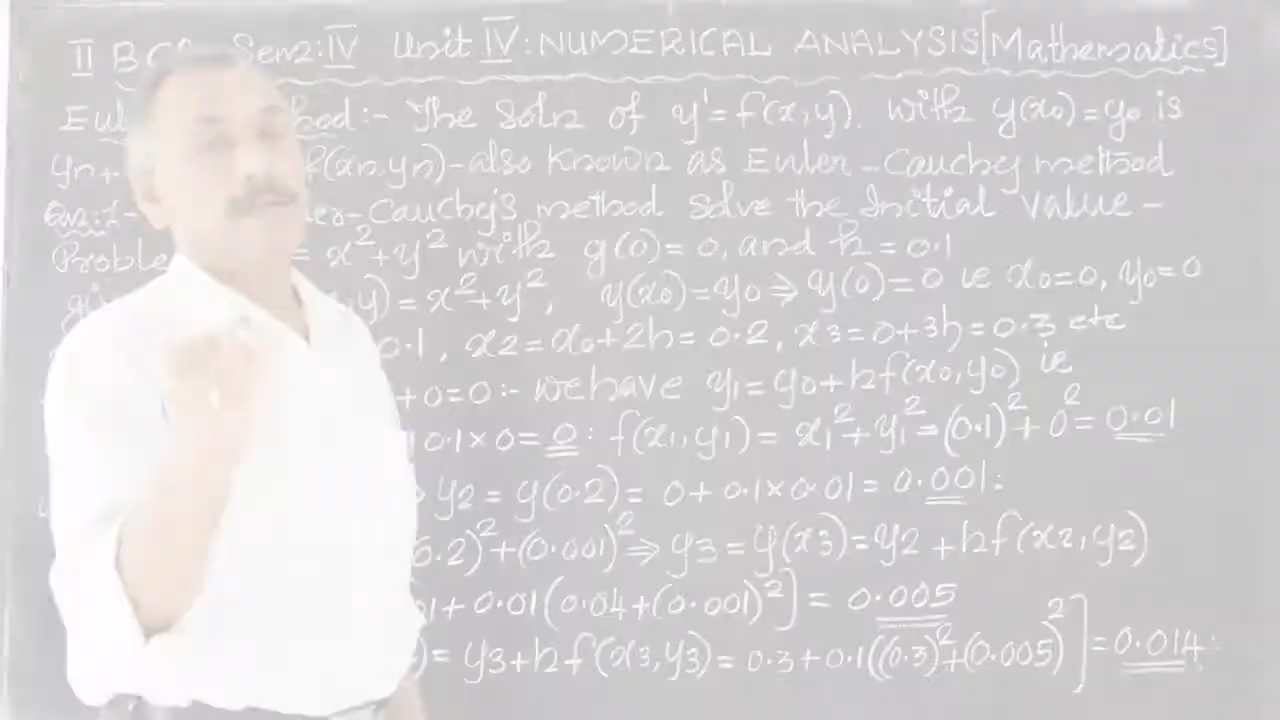 II BCA Sem:IV Unit IV: NUMERICAL ANALYSIS [Mathematics]
method:- The Soln of y' = f(x,y). with y(x0)=y0 is
yn+ f(xn,yn)-also known as Euler-Cauchy method
-Cauchy's method solve the Initial value-
Proble = x²+y² with y(0)=0, and h=0.1
y)=x²+y², y(x0)=y0⇒y(0)=0 ie x0=0, y0=0
0.1, x2=x0+2h=0.2, x3=0+3h=0.3 etc
+0=0:- we have y1=y0+hf(x0,y0) ie
0.1×0=0: f(x1,y1)= x1²+y1²=(0.1)²+0²=0.01
y2=y(0.2)= 0+0.1×0.01=0.001:
0.2)²+(0.001)²⇒ y3=y(x3)=y2+hf(x2,y2)
01+0.01(0.04+(0.001)²]= 0.005
)= y3+hf(x3,y3)=0.3+0.1((0.3)²+(0.005)²]=0.014: